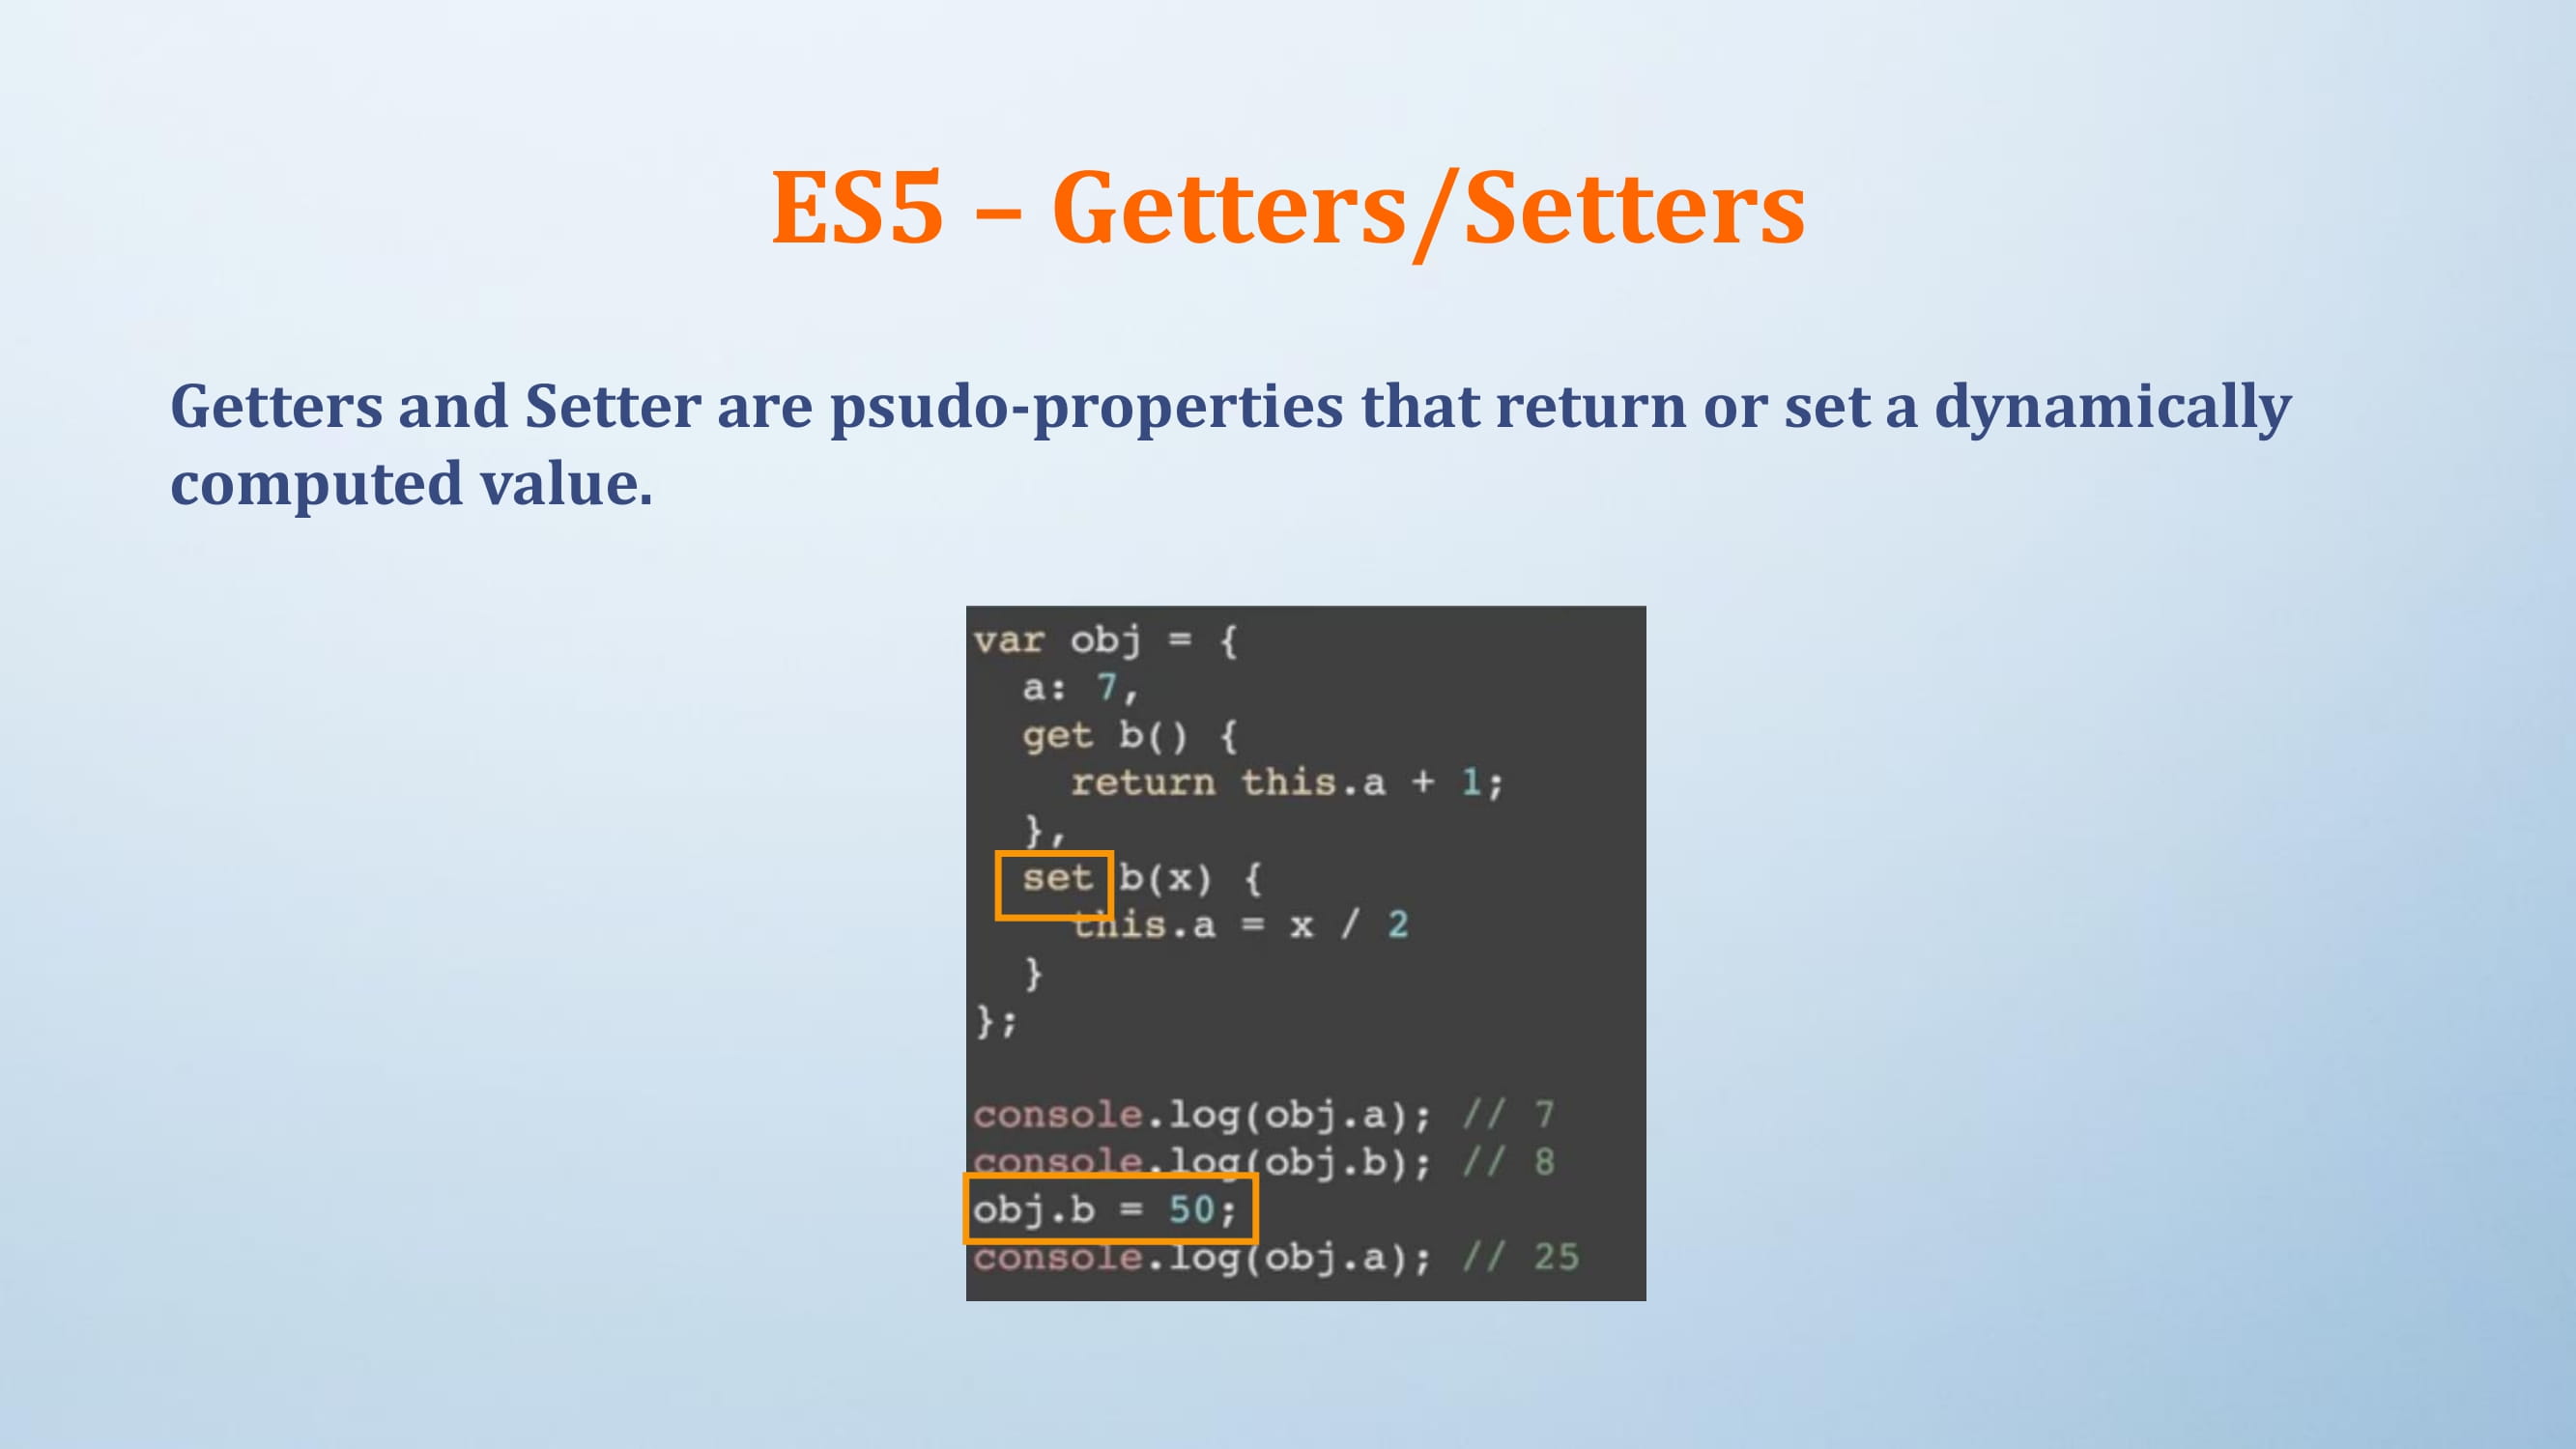 ES5 – Getters/Setters
Getters and Setter are psudo-properties that return or set a dynamically
computed value.
var obj = {
  a: 7,
  get b() {
    return this.a + 1;
  },
  set b(x) {
    this.a = x / 2
  }
};
console.log(obj.a); // 7
console.log(obj.b); // 8
obj.b = 50;
console.log(obj.a); // 25